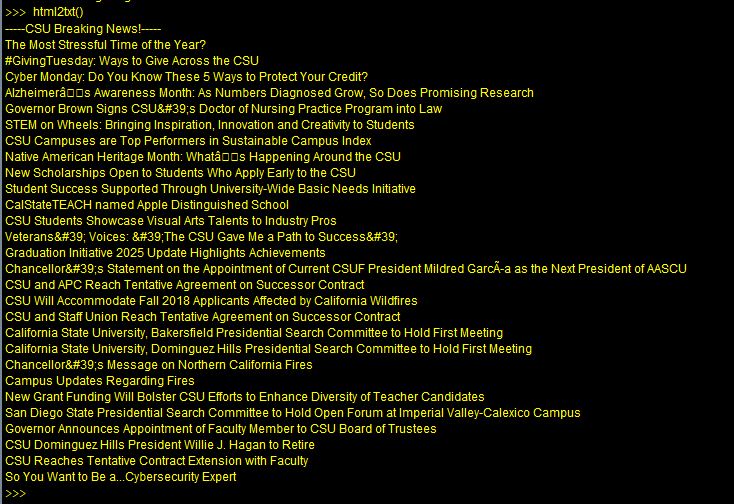 >>> html2txt()
-----CSU Breaking News!-----
The Most Stressful Time of the Year?
#GivingTuesday: Ways to Give Across the CSU
Cyber Monday: Do You Know These 5 Ways to Protect Your Credit?
Alzheimerâ□□s Awareness Month: As Numbers Diagnosed Grow, So Does Promising Research
Governor Brown Signs CSU&#39;s Doctor of Nursing Practice Program into Law
STEM on Wheels: Bringing Inspiration, Innovation and Creativity to Students
CSU Campuses are Top Performers in Sustainable Campus Index
Native American Heritage Month: Whatâ□□s Happening Around the CSU
New Scholarships Open to Students Who Apply Early to the CSU
Student Success Supported Through University-Wide Basic Needs Initiative
CalStateTEACH named Apple Distinguished School
CSU Students Showcase Visual Arts Talents to Industry Pros
Veterans&#39; Voices: &#39;The CSU Gave Me a Path to Success&#39;
Graduation Initiative 2025 Update Highlights Achievements
Chancellor&#39;s Statement on the Appointment of Current CSUF President Mildred GarcÃ-a as the Next President of AASCU
CSU and APC Reach Tentative Agreement on Successor Contract
CSU Will Accommodate Fall 2018 Applicants Affected by California Wildfires
CSU and Staff Union Reach Tentative Agreement on Successor Contract
California State University, Bakersfield Presidential Search Committee to Hold First Meeting
California State University, Dominguez Hills Presidential Search Committee to Hold First Meeting
Chancellor&#39;s Message on Northern California Fires
Campus Updates Regarding Fires
New Grant Funding Will Bolster CSU Efforts to Enhance Diversity of Teacher Candidates
San Diego State Presidential Search Committee to Hold Open Forum at Imperial Valley-Calexico Campus
Governor Announces Appointment of Faculty Member to CSU Board of Trustees
CSU Dominguez Hills President Willie J. Hagan to Retire
CSU Reaches Tentative Contract Extension with Faculty
So You Want to Be a...Cybersecurity Expert
>>>